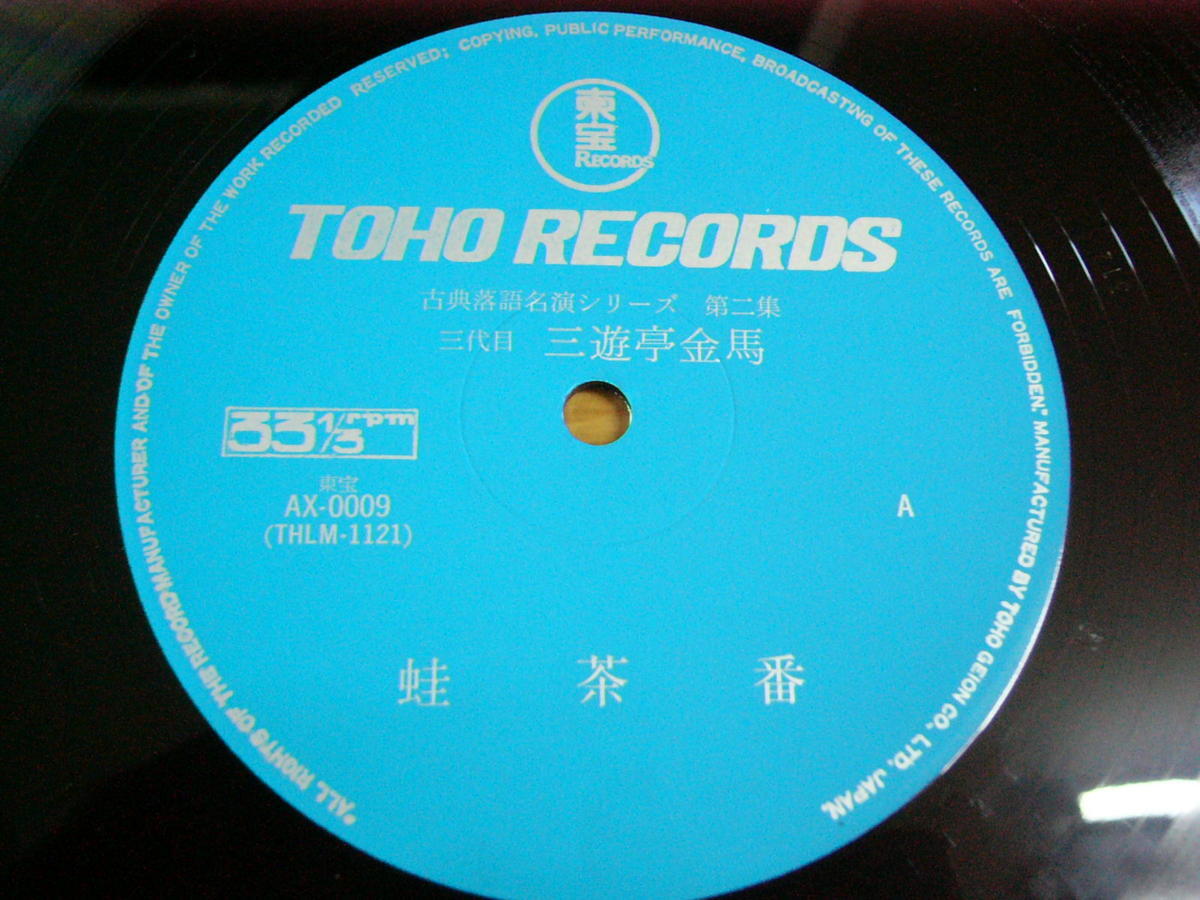 東宝
RECORDS
TOHO RECORDS
古典落語名演シリーズ　第二集
三代目　三遊亭金馬
33 1/3 rpm
東宝
AX-0009
(THLM-1121)
A
蛙　茶　番
"ALL RIGHTS OF THE RECORD MANUFACTURER AND OF THE OWNER OF THE WORK RECORDED RESERVED; COPYING, PUBLIC PERFORMANCE, BROADCASTING OF THESE RECORDS ARE FORBIDDEN." MANUFACTURED BY TOHO GEION CO., LTD. JAPAN.